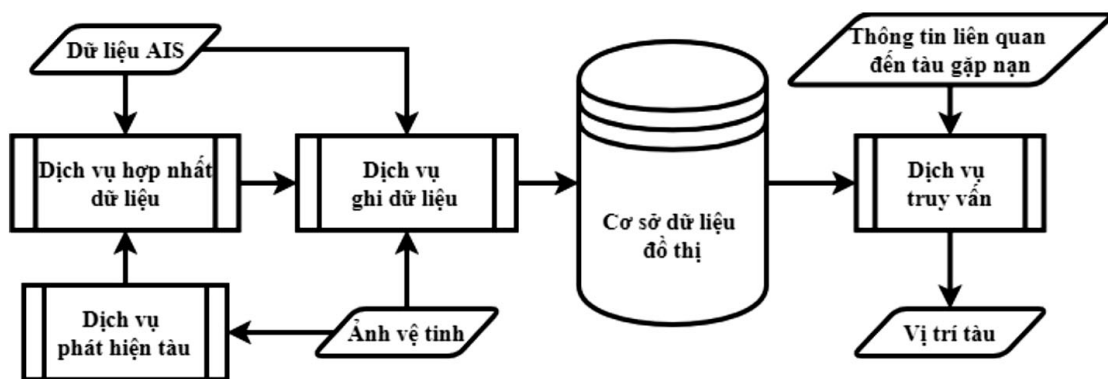 Dữ liệu AIS
Thông tin liên quan
đến tàu gặp nạn
Dịch vụ hợp nhất
dữ liệu
Dịch vụ
ghi dữ liệu
Cơ sở dữ liệu
đồ thị
Dịch vụ
truy vấn
Dịch vụ
phát hiện tàu
Ảnh vệ tinh
Vị trí tàu